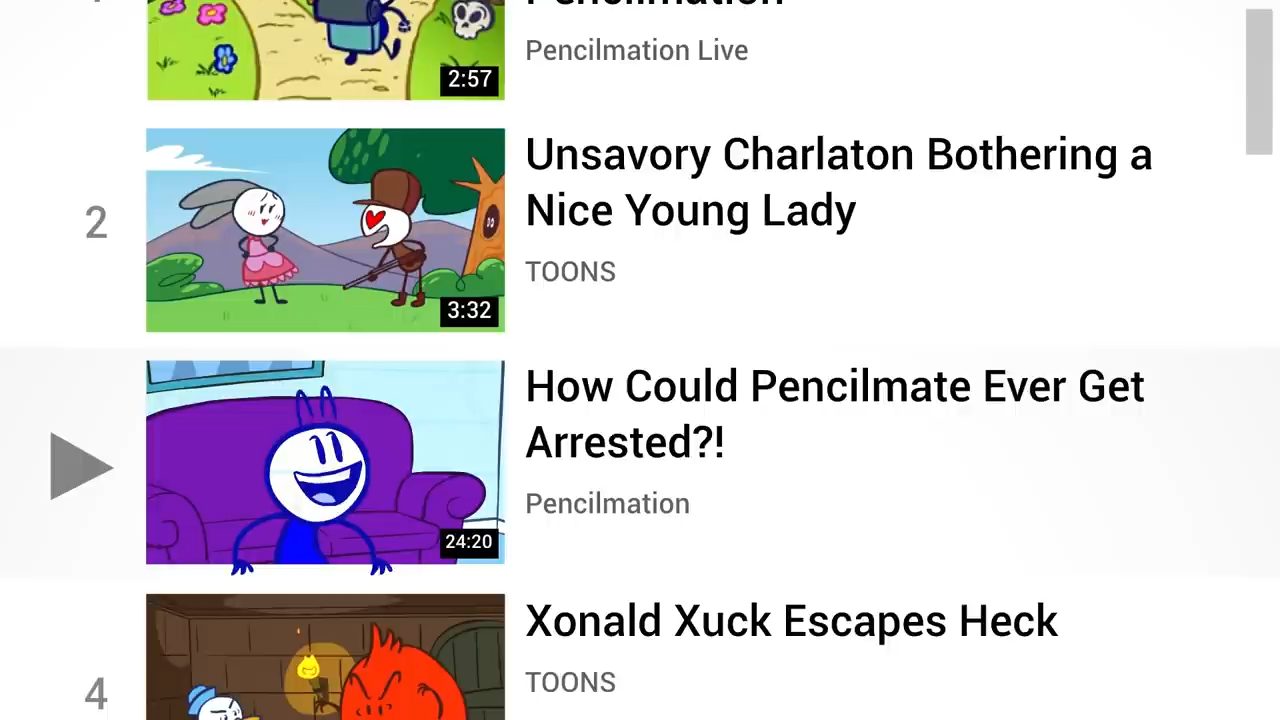 Pencilmation
Pencilmation Live
2:57
2
Unsavory Charlaton Bothering a
Nice Young Lady
TOONS
3:32
How Could Pencilmate Ever Get
Arrested?!
Pencilmation
24:20
4
Xonald Xuck Escapes Heck
TOONS